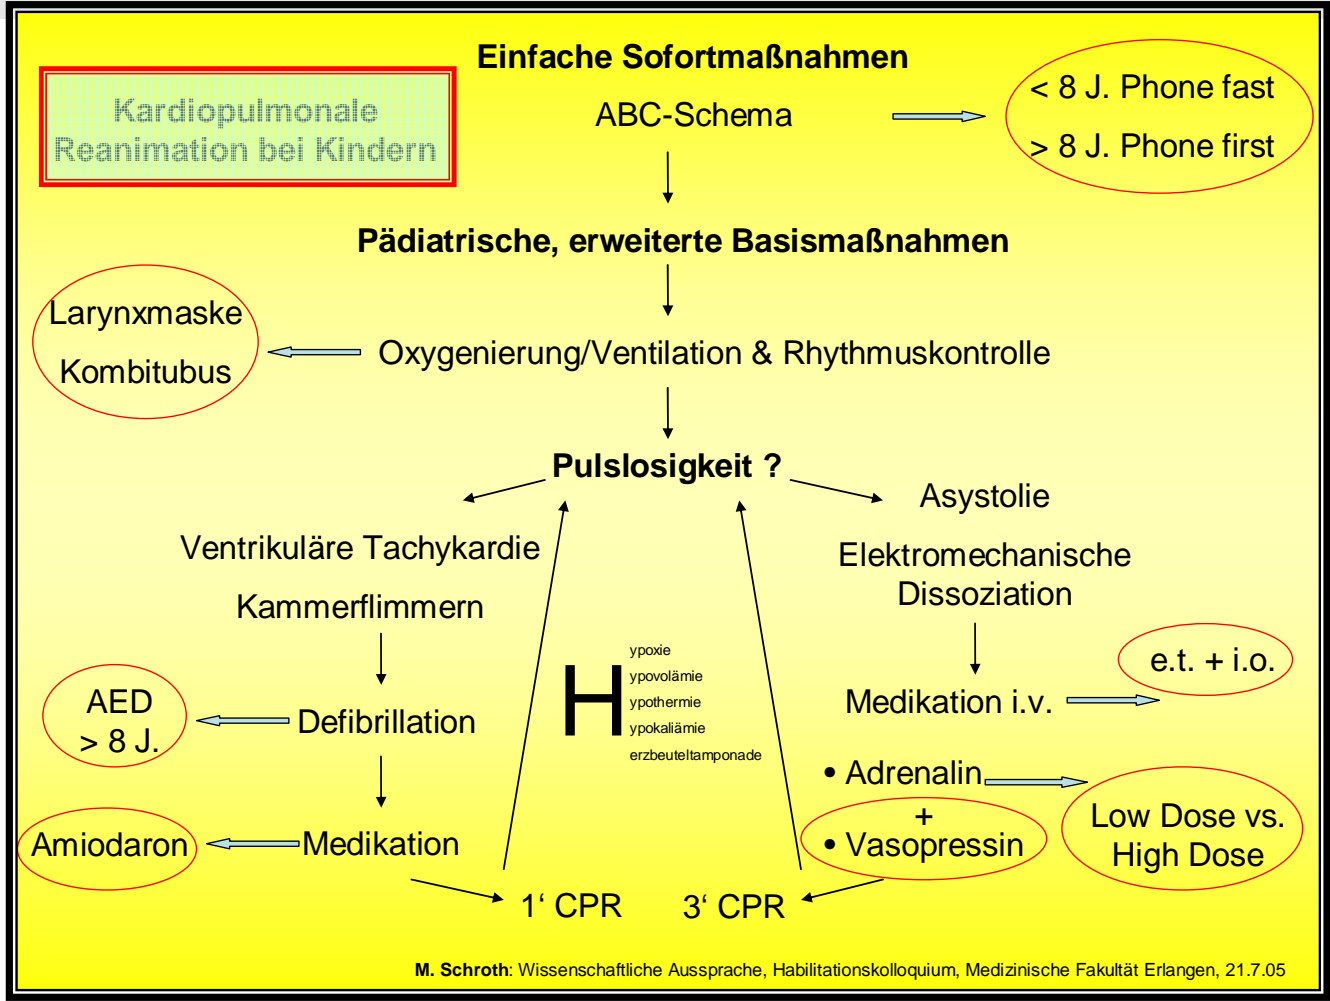 Einfache Sofortmaßnahmen
Kardiopulmonale
Reanimation bei Kindern
ABC-Schema
< 8 J. Phone fast
> 8 J. Phone first
Pädiatrische, erweiterte Basismaßnahmen
Larynxmaske
Kombitubus
Oxygenierung/Ventilation & Rhythmuskontrolle
Pulslosigkeit ?
Ventrikuläre Tachykardie
Kammerflimmern
AED
> 8 J.
Defibrillation
Amiodaron
Medikation
1‘ CPR
H
ypoxie
ypovolämie
ypothermie
ypokaliämie
erzbeuteltamponade
Asystolie
Elektromechanische
Dissoziation
Medikation i.v.
e.t. + i.o.
• Adrenalin
+
• Vasopressin
Low Dose vs.
High Dose
3‘ CPR
M. Schroth: Wissenschaftliche Aussprache, Habilitationskolloquium, Medizinische Fakultät Erlangen, 21.7.05